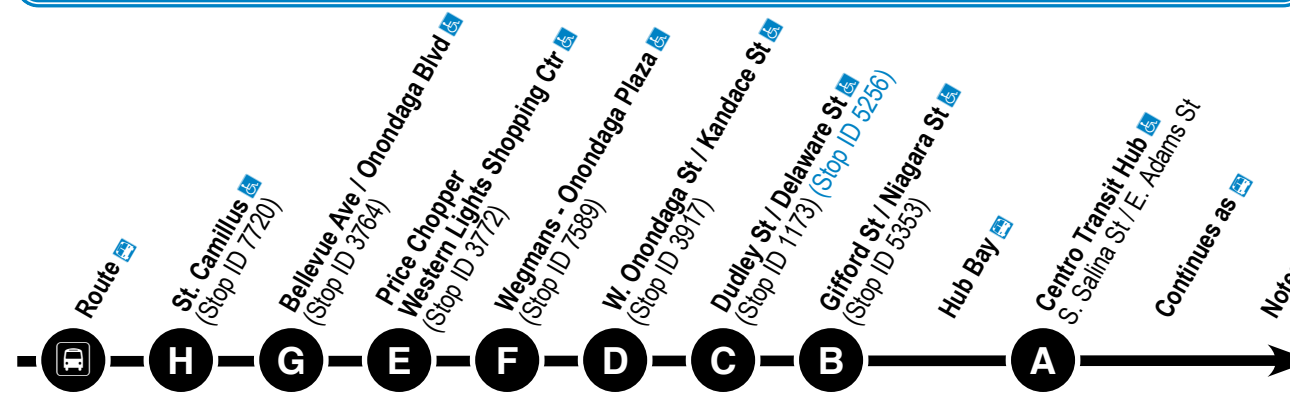 Route
St. Camillus
(Stop ID 7720)
Bellevue Ave / Onondaga Blvd
(Stop ID 3764)
Price Chopper
Western Lights Shopping Ctr
(Stop ID 3772)
Wegmans - Onondaga Plaza
(Stop ID 7589)
W. Onondaga St / Kandace St
(Stop ID 3917)
Dudley St / Delaware St
(Stop ID 1173) (Stop ID 5256)
Gifford St / Niagara St
(Stop ID 5353)
Hub Bay
Centro Transit Hub
S. Salina St / E. Adams St
Continues as
H G E F D C B A